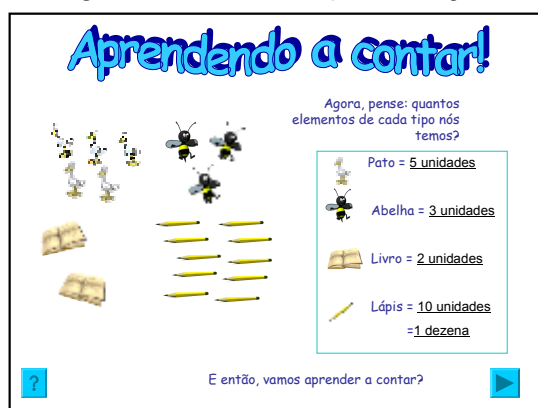 Aprendendo a contar!
Agora, pense: quantos
elementos de cada tipo nós
temos?
Pato = 5 unidades
Abelha = 3 unidades
Livro = 2 unidades
Lápis = 10 unidades
=1 dezena
?
E então, vamos aprender a contar?